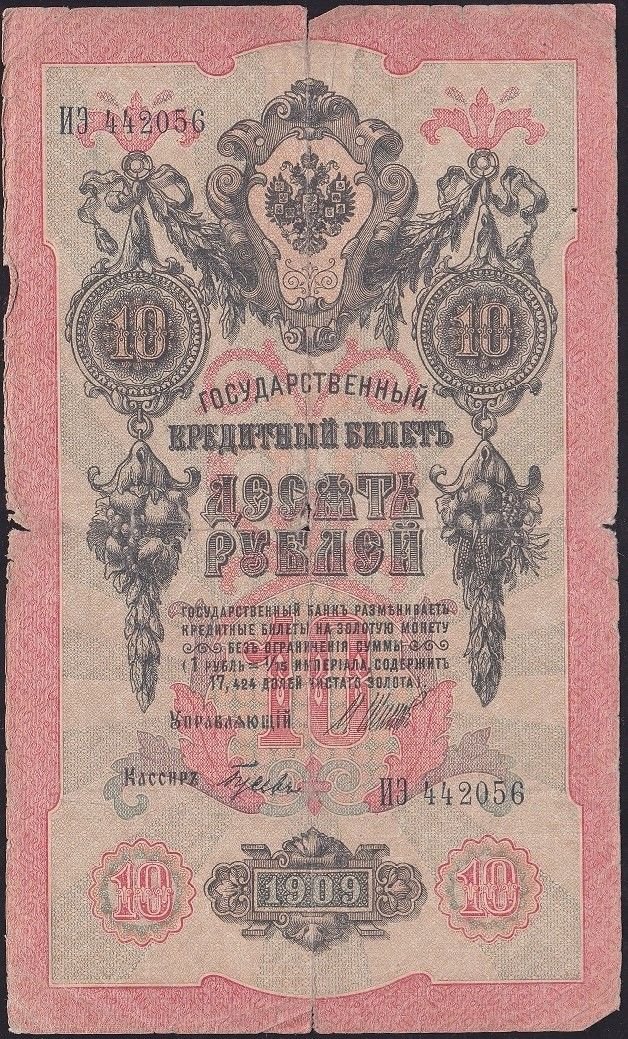 ИЭ 442056
10 10
ГОСУДАРСТВЕННЫЙ
КРЕДИТНЫЙ БИЛЕТЪ
ДЕСЯТЬ
РУБЛЕЙ
ГОСУДАРСТВЕННЫЙ БАНКЪ РАЗМѢНИВАЕТЪ
КРЕДИТНЫЕ БИЛЕТЫ НА ЗОЛОТУЮ МОНЕТУ
БЕЗЪ ОГРАНИЧЕНІЯ СУММЫ
(1 РУБЛЬ = 1/15 ИМПЕРІАЛА, СОДЕРЖИТЪ
17,424 ДОЛЕЙ ЧИСТАГО ЗОЛОТА).
10
УПРАВЛЯЮЩІЙ
КАССИРЪ
ИЭ 442056
10 1909 10